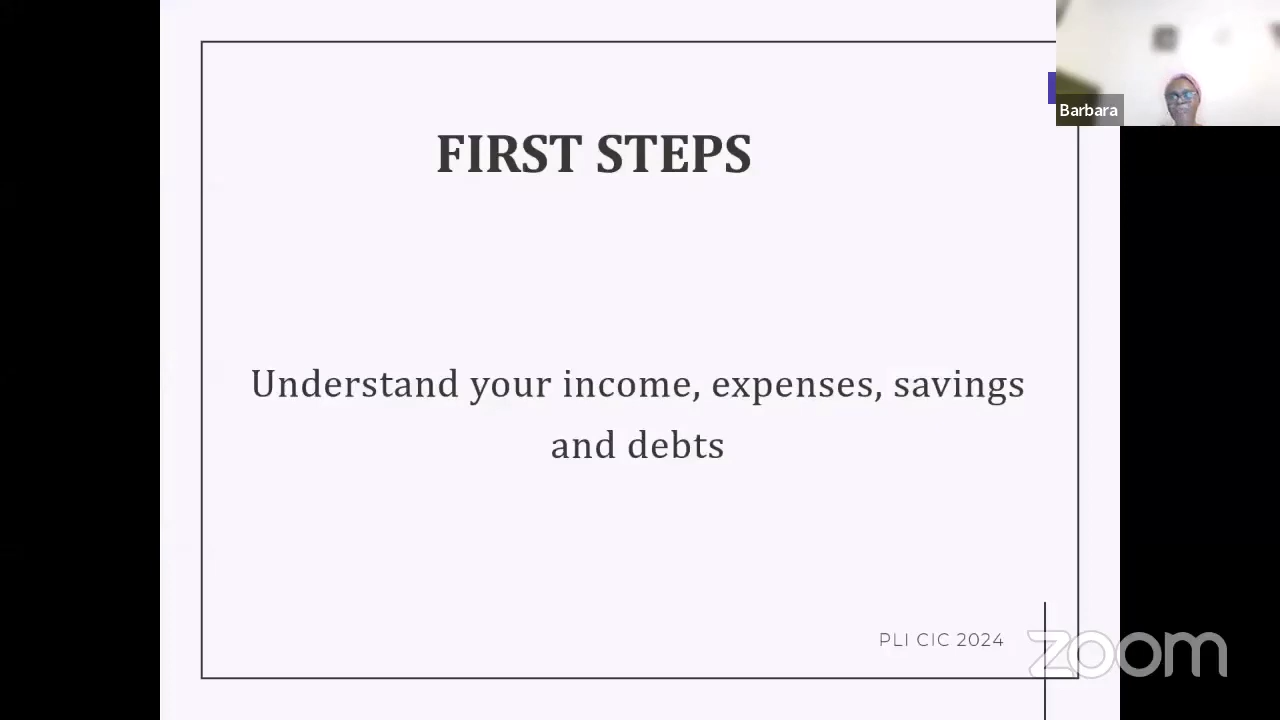 Barbara
FIRST STEPS
Understand your income, expenses, savings
and debts
PLI CIC 2024
zoom